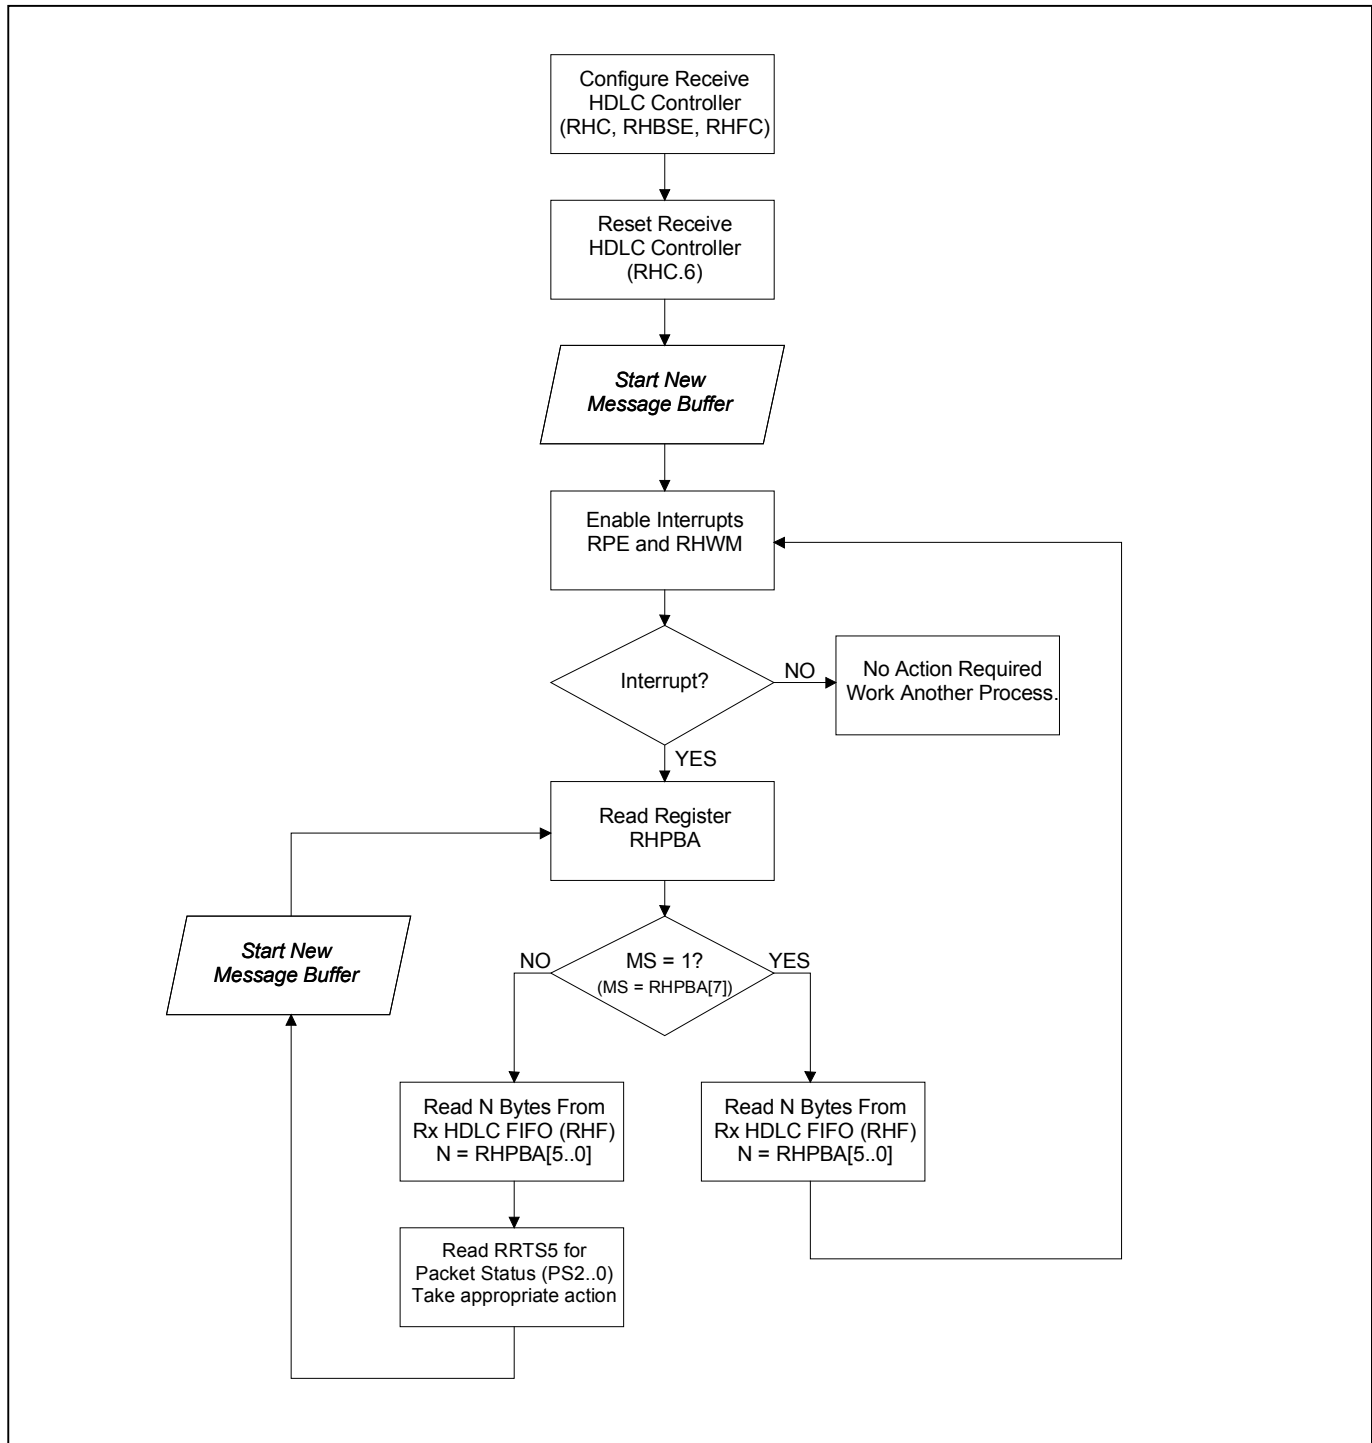 Configure Receive
HDLC Controller
(RHC, RHBSE, RHFC)
Reset Receive
HDLC Controller
(RHC.6)
Start New
Message Buffer
Enable Interrupts
RPE and RHWM
Interrupt?
NO
No Action Required
Work Another Process.
YES
Read Register
RHPBA
Start New
Message Buffer
NO
MS = 1?
(MS = RHPBA[7])
YES
Read N Bytes From
Rx HDLC FIFO (RHF)
N = RHPBA[5..0]
Read N Bytes From
Rx HDLC FIFO (RHF)
N = RHPBA[5..0]
Read RRTS5 for
Packet Status (PS2..0)
Take appropriate action